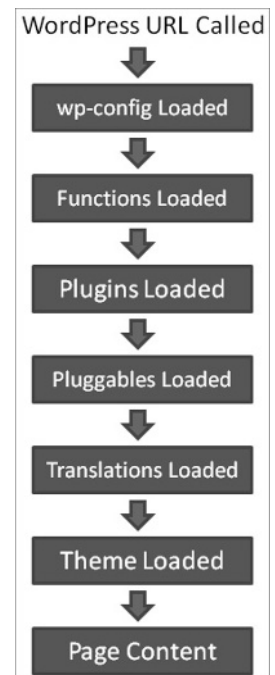 WordPress URL Called
wp-config Loaded
Functions Loaded
Plugins Loaded
Pluggables Loaded
Translations Loaded
Theme Loaded
Page Content